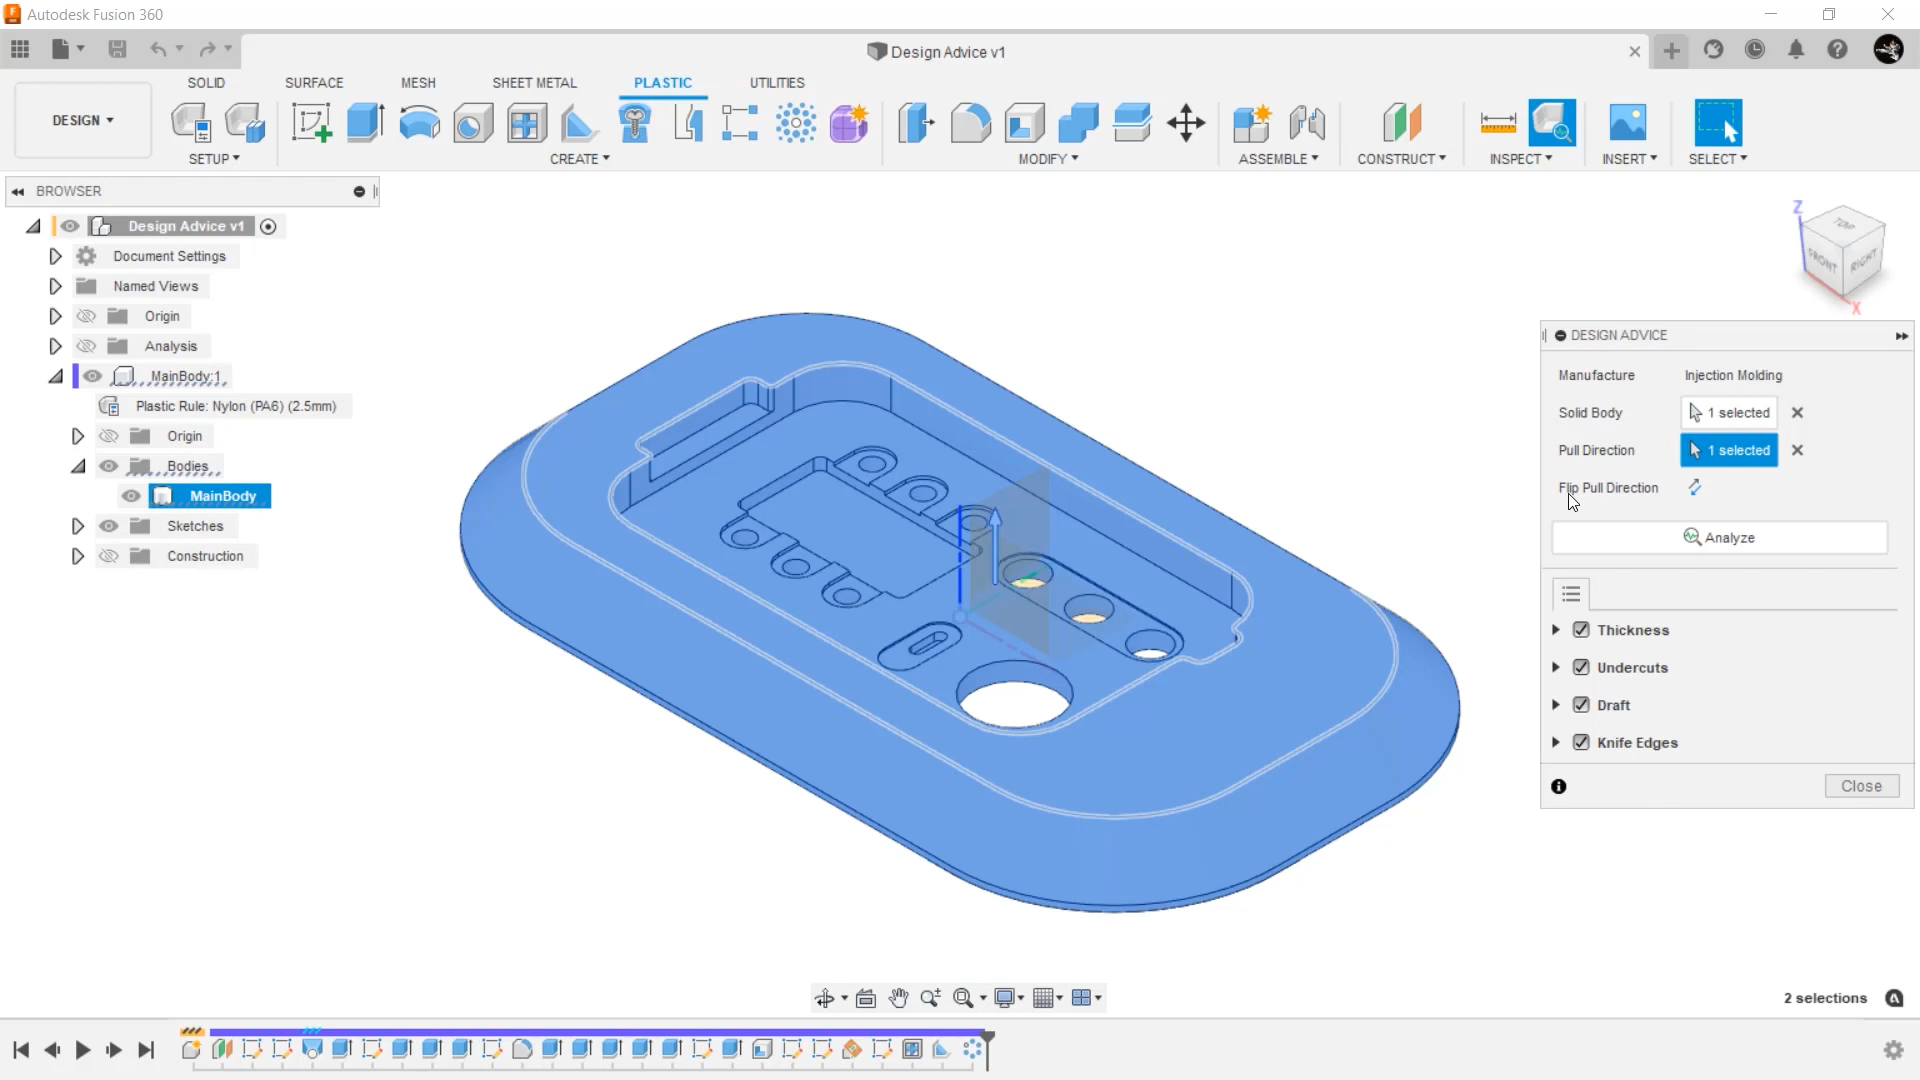 Autodesk Fusion 360
Design Advice v1
SOLID SURFACE MESH SHEET METAL PLASTIC UTILITIES
DESIGN
SETUP CREATE MODIFY ASSEMBLE CONSTRUCT INSPECT INSERT SELECT
BROWSER
Design Advice v1
Document Settings
Named Views
Origin
Analysis
MainBody:1
Plastic Rule: Nylon (PA6) (2.5mm)
Origin
Bodies
MainBody
Sketches
Construction
Z
TOP
FRONT
RIGHT
X
DESIGN ADVICE
Manufacture Injection Molding
Solid Body 1 selected
Pull Direction 1 selected
Flip Pull Direction
Analyze
Thickness
Undercuts
Draft
Knife Edges
Close
2 selections